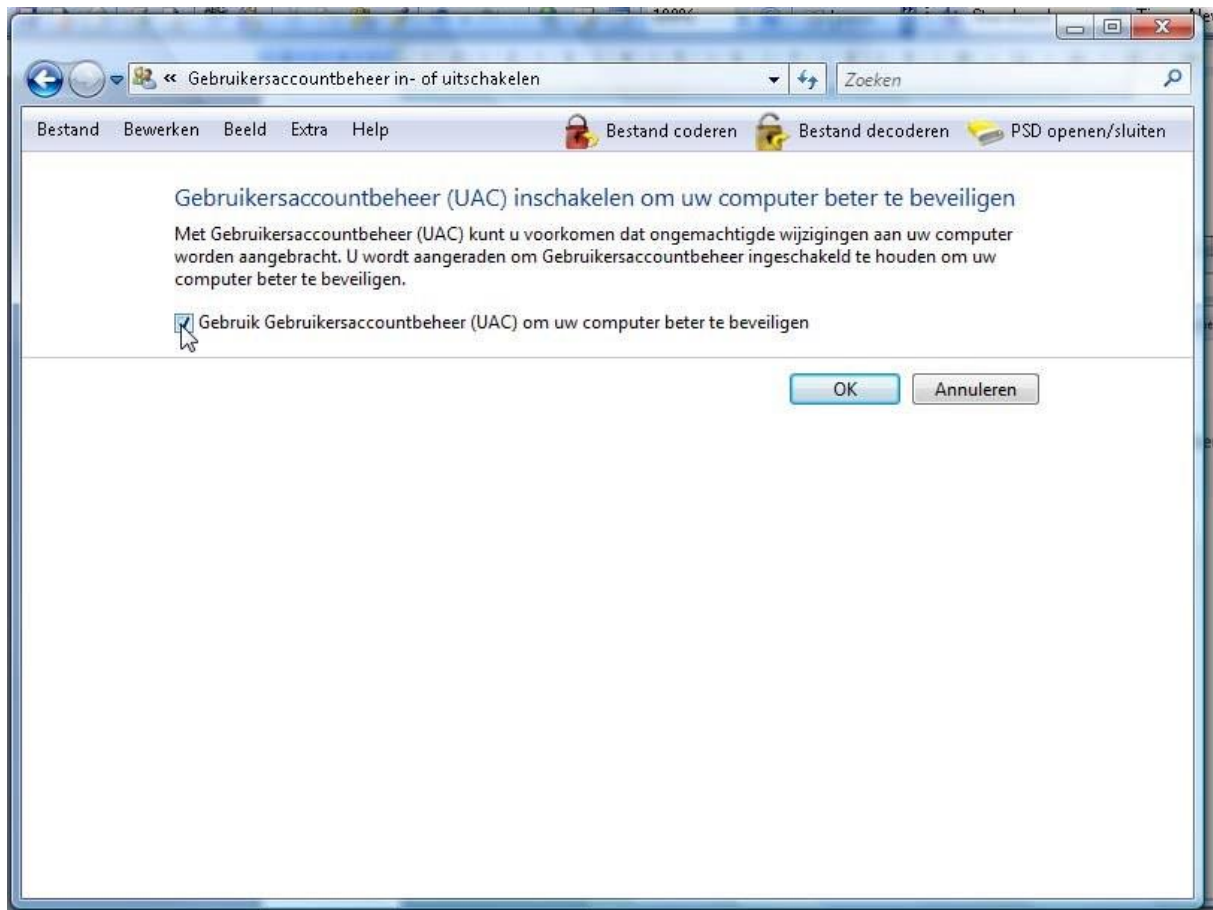 « Gebruikersaccountbeheer in- of uitschakelen
Zoeken
Bestand Bewerken Beeld Extra Help Bestand coderen Bestand decoderen PSD openen/sluiten
Gebruikersaccountbeheer (UAC) inschakelen om uw computer beter te beveiligen
Met Gebruikersaccountbeheer (UAC) kunt u voorkomen dat ongemachtigde wijzigingen aan uw computer
worden aangebracht. U wordt aangeraden om Gebruikersaccountbeheer ingeschakeld te houden om uw
computer beter te beveiligen.
Gebruik Gebruikersaccountbeheer (UAC) om uw computer beter te beveiligen
OK Annuleren